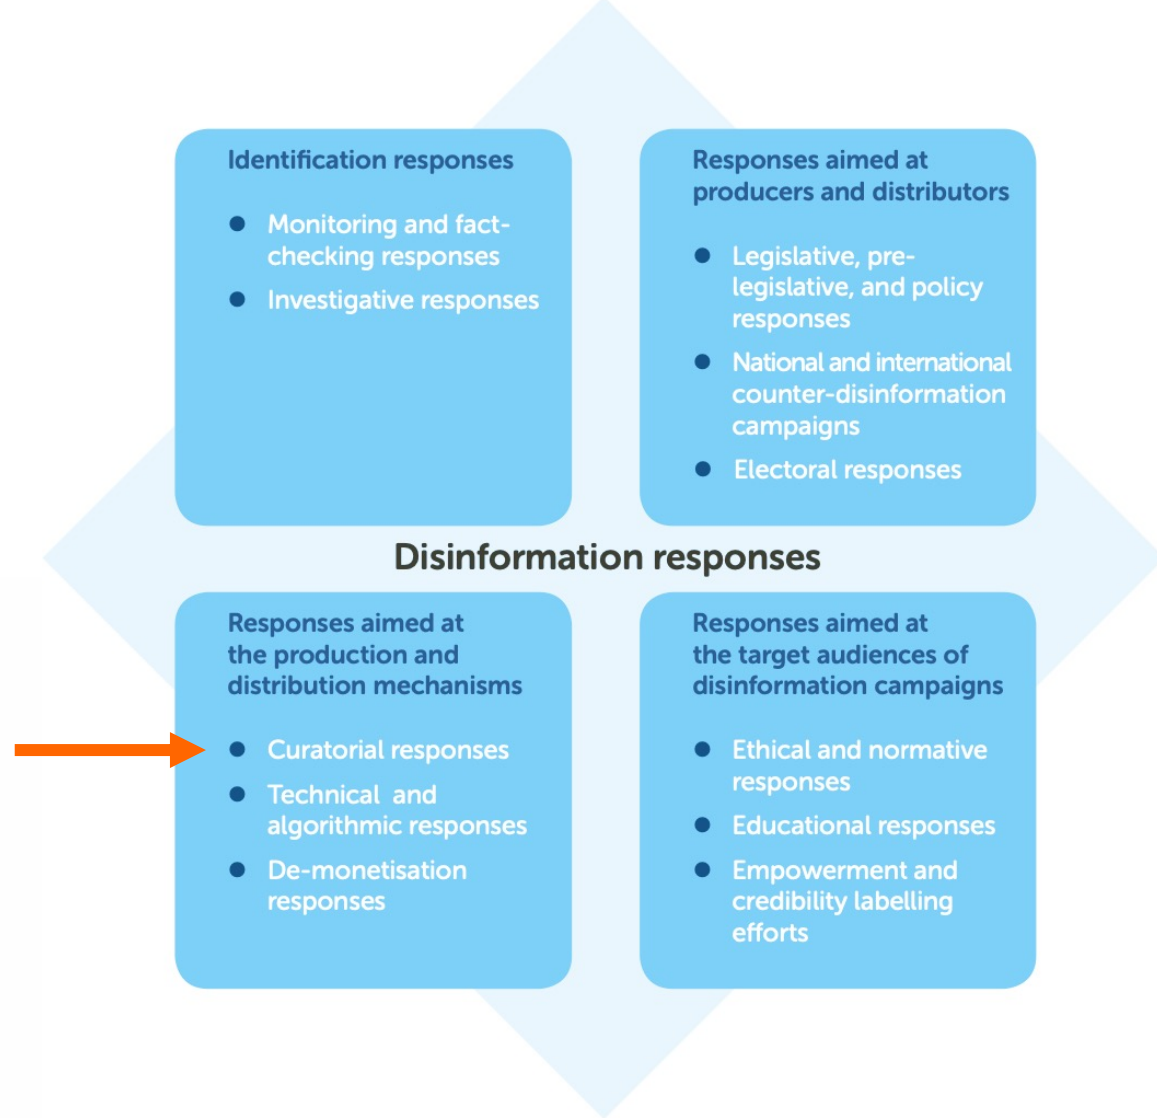 Identification responses
Monitoring and fact-
checking responses
Investigative responses
Responses aimed at
producers and distributors
Legislative, pre-
legislative, and policy
responses
National and international
counter-disinformation
campaigns
Electoral responses
Disinformation responses
Responses aimed at
the production and
distribution mechanisms
Curatorial responses
Technical and
algorithmic responses
De-monetisation
responses
Responses aimed at
the target audiences of
disinformation campaigns
Ethical and normative
responses
Educational responses
Empowerment and
credibility labelling
efforts